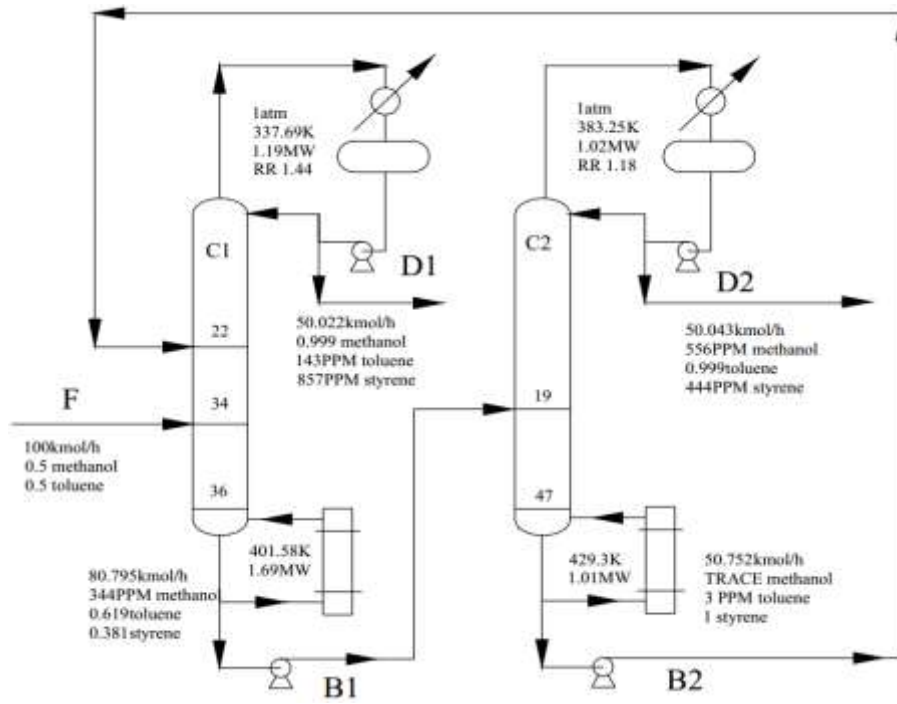 1atm
337.69K
1.19MW
RR 1.44
1atm
383.25K
1.02MW
RR 1.18
C1
C2
D1
D2
50.022kmol/h
0.999 methanol
143PPM toluene
857PPM styrene
50.043kmol/h
556PPM methanol
0.999toluene
444PPM styrene
22
F
34
19
100kmol/h
0.5 methanol
0.5 toluene
36
47
401.58K
1.69MW
429.3K
1.01MW
80.795kmol/h
344PPM methanol
0.619toluene
0.381styrene
50.752kmol/h
TRACE methanol
3 PPM toluene
1 styrene
B1
B2